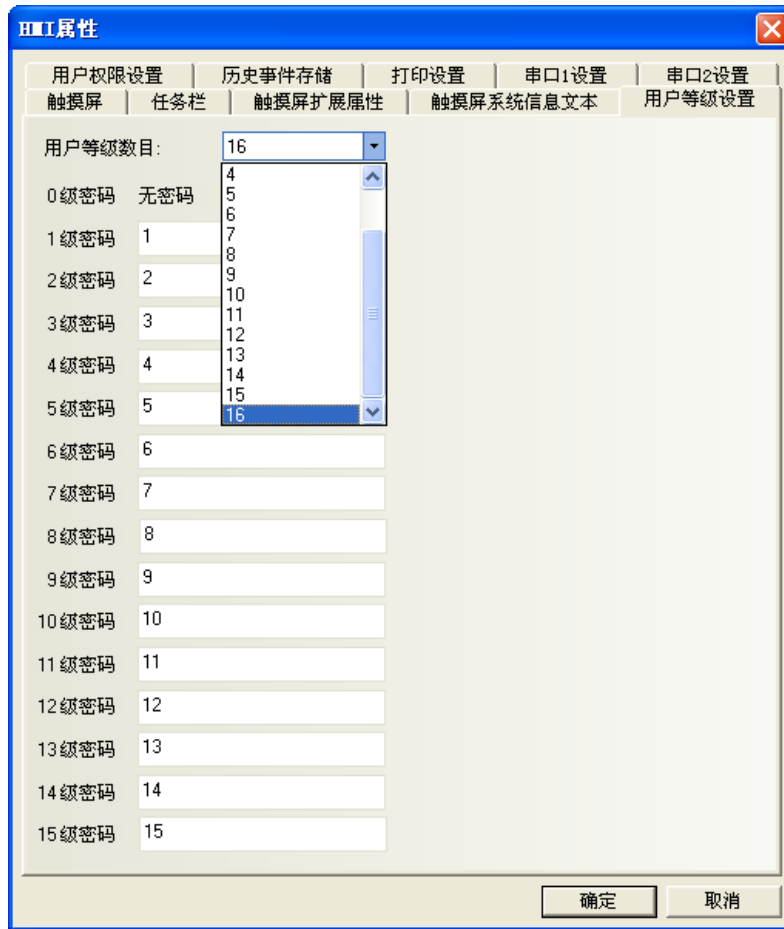 HMI属性
用户权限设置 历史事件存储 打印设置 串口1设置 串口2设置
触摸屏 任务栏 触摸屏扩展属性 触摸屏系统信息文本 用户等级设置
用户等级数目: 16
4
0级密码 无密码 5
6
1级密码 1 7
8
2级密码 2 9
10
3级密码 3 11
12
4级密码 4 13
14
5级密码 5 15
16
6级密码 6
7级密码 7
8级密码 8
9级密码 9
10级密码 10
11级密码 11
12级密码 12
13级密码 13
14级密码 14
15级密码 15
确定 取消